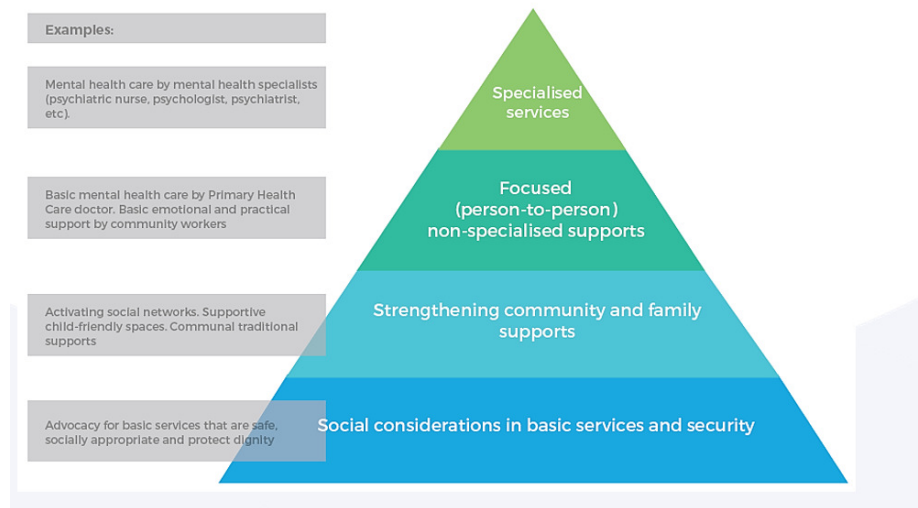 Examples:
Mental health care by mental health specialists
(psychiatric nurse, psychologist, psychiatrist,
etc).
Specialised
services
Basic mental health care by Primary Health
Care doctor. Basic emotional and practical
support by community workers
Focused
(person-to-person)
non-specialised supports
Activating social networks. Supportive
child-friendly spaces. Communal traditional
supports
Strengthening community and family
supports
Advocacy for basic services that are safe,
socially appropriate and protect dignity
Social considerations in basic services and security